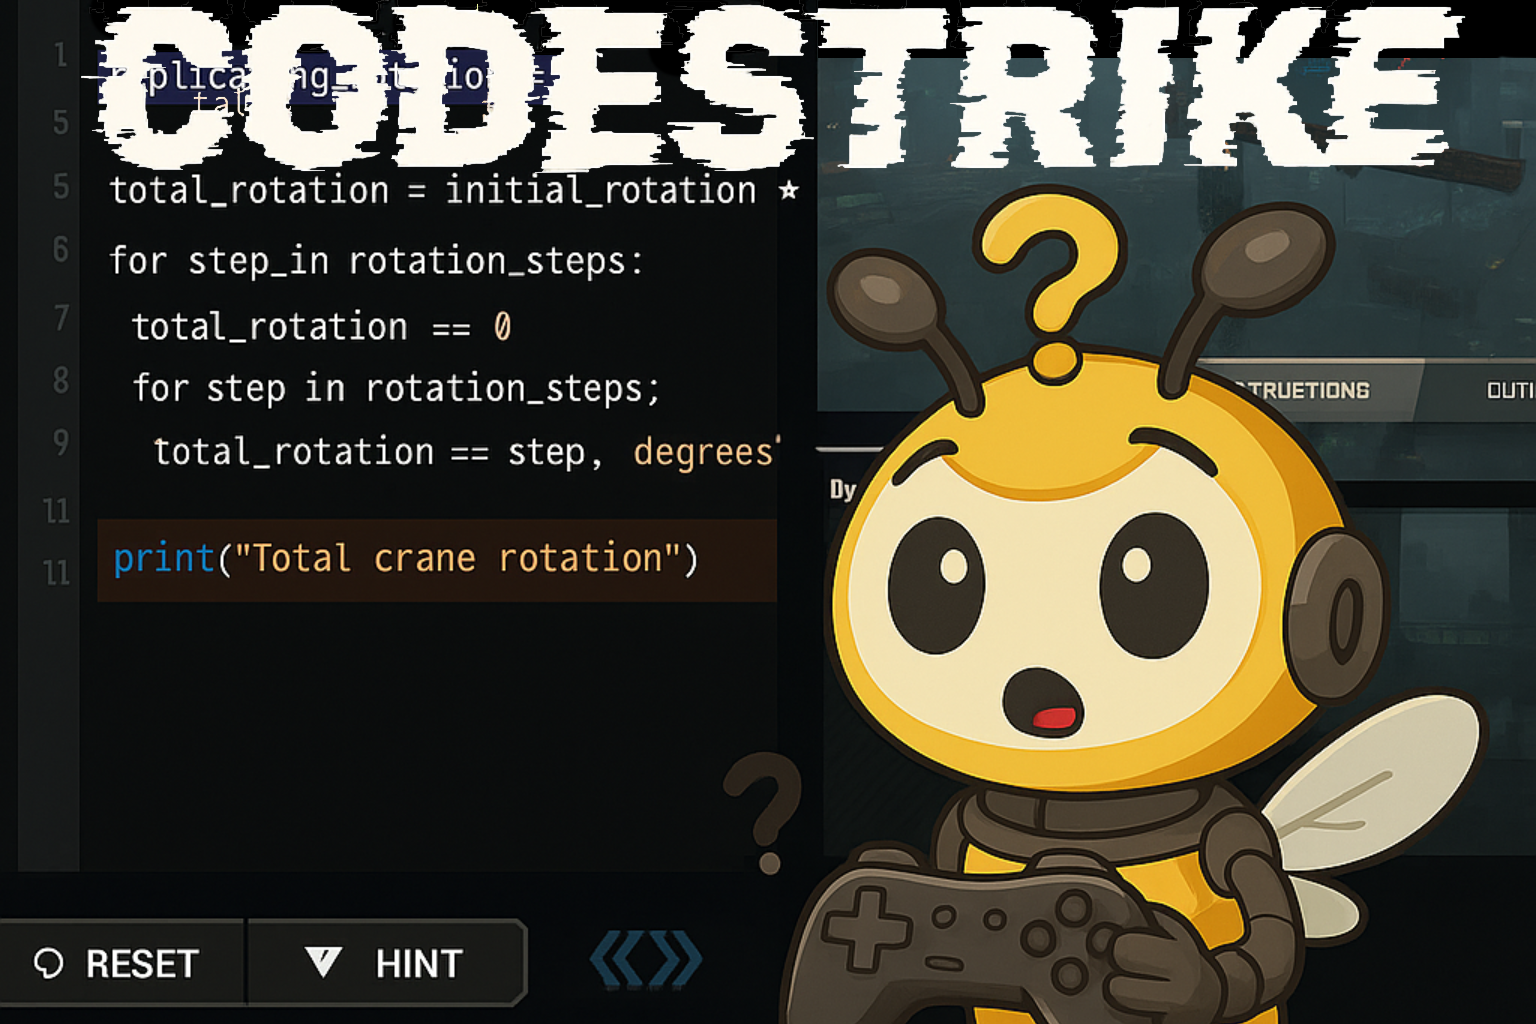 CODESTRIKE
1
5
5 total_rotation = initial_rotation *
6 for step_in rotation_steps:
7 total_rotation == 0
8 for step in rotation_steps;
9 total_rotation == step, degrees'
11
11 print("Total crane rotation")
TRUETIONS
OUTI
Dy
RESET
HINT